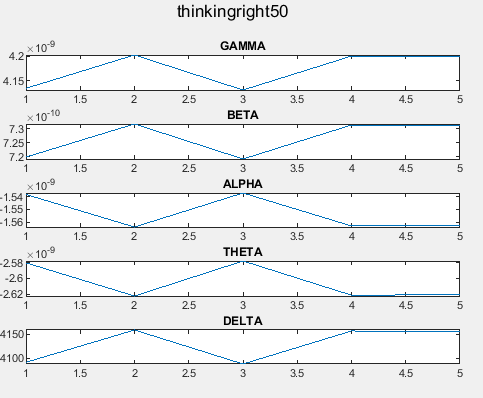 thinkingright50
GAMMA
×10^-9
4.2
4.15
1 1.5 2 2.5 3 3.5 4 4.5 5
BETA
×10^-10
7.3
7.25
7.2
1 1.5 2 2.5 3 3.5 4 4.5 5
ALPHA
×10^-9
-1.54
-1.55
-1.56
1 1.5 2 2.5 3 3.5 4 4.5 5
THETA
×10^-9
-2.58
-2.6
-2.62
1 1.5 2 2.5 3 3.5 4 4.5 5
DELTA
4150
4100
1 1.5 2 2.5 3 3.5 4 4.5 5